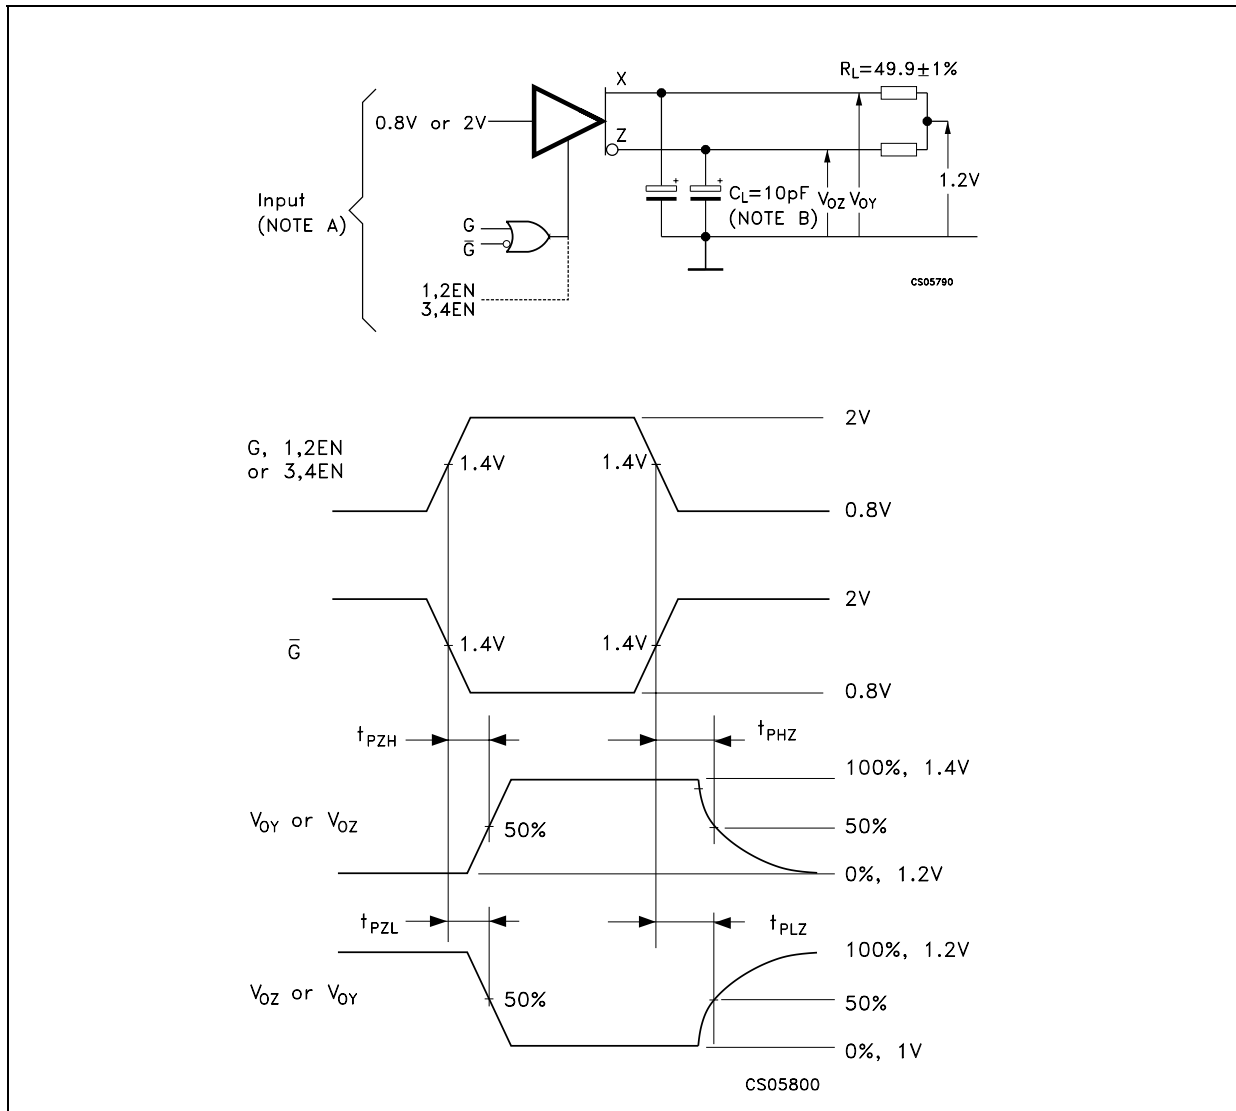 R_L=49.9±1%
X
0.8V or 2V
Z
1.2V
Input
(NOTE A)
C_L=10pF
(NOTE B)
V_OZ V_OY
G
G̅
1,2EN
3,4EN
CS05790
2V
G, 1,2EN
or 3,4EN
1.4V 1.4V
0.8V
2V
G̅
1.4V 1.4V
0.8V
t_PZH t_PHZ
100%, 1.4V
V_OY or V_OZ
50% 50%
0%, 1.2V
t_PZL t_PLZ
100%, 1.2V
V_OZ or V_OY
50% 50%
0%, 1V
CS05800